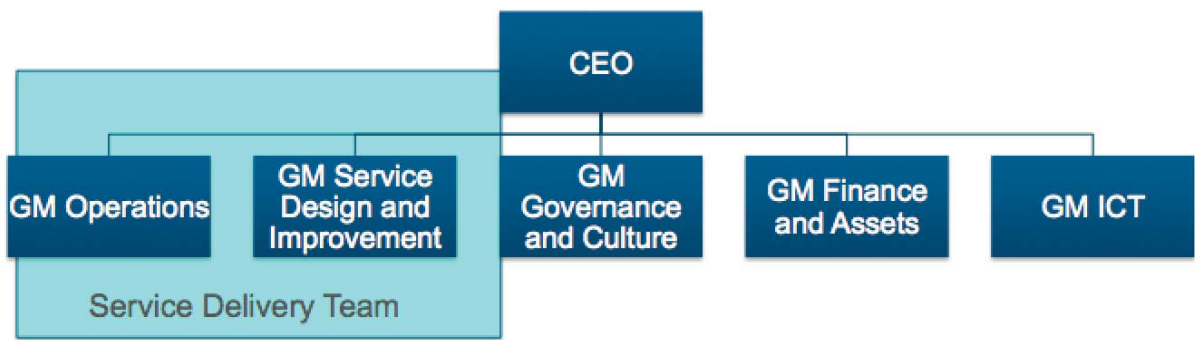 CEO
GM Operations
GM Service
Design and
Improvement
GM
Governance
and Culture
GM Finance
and Assets
GM ICT
Service Delivery Team